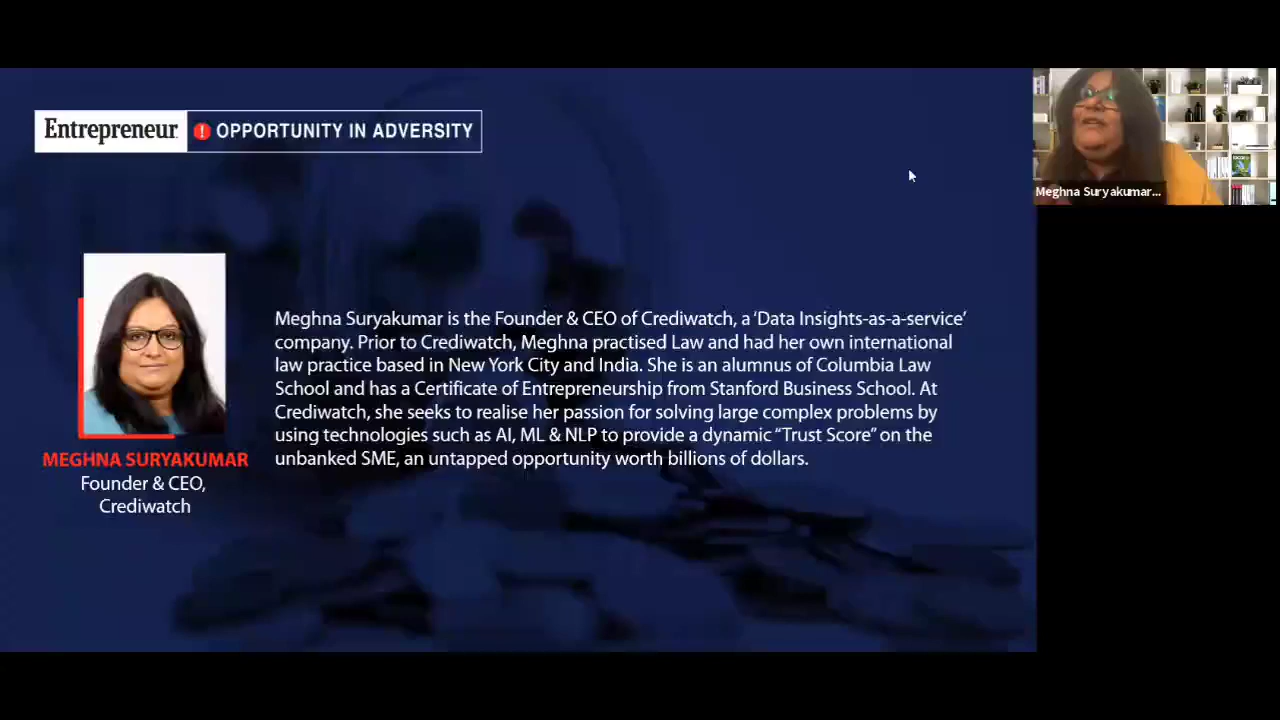 Entrepreneur
! OPPORTUNITY IN ADVERSITY
Meghna Suryakumar...
Meghna Suryakumar is the Founder & CEO of Crediwatch, a ‘Data Insights-as-a-service’
company. Prior to Crediwatch, Meghna practised Law and had her own international
law practice based in New York City and India. She is an alumnus of Columbia Law
School and has a Certificate of Entrepreneurship from Stanford Business School. At
Crediwatch, she seeks to realise her passion for solving large complex problems by
using technologies such as AI, ML & NLP to provide a dynamic “Trust Score” on the
unbanked SME, an untapped opportunity worth billions of dollars.
MEGHNA SURYAKUMAR
Founder & CEO,
Crediwatch